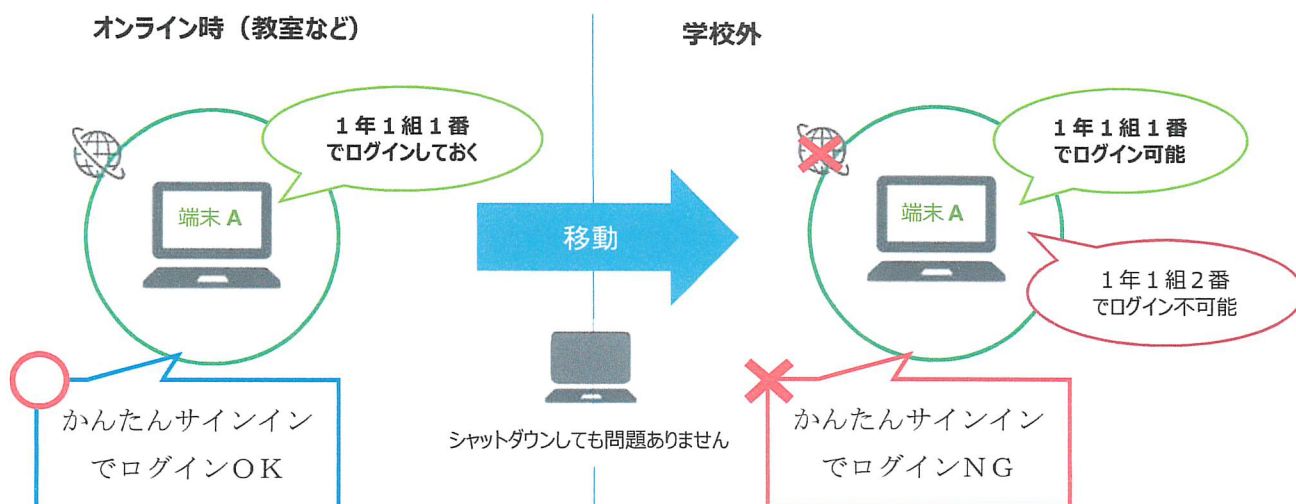 オンライン時（教室など）
１年１組１番
でログインしておく
端末 A
かんたんサインイン
でログインＯＫ
移動
シャットダウンしても問題ありません
学校外
１年１組１番
でログイン可能
端末 A
１年１組２番
でログイン不可能
かんたんサインイン
でログインＮＧ